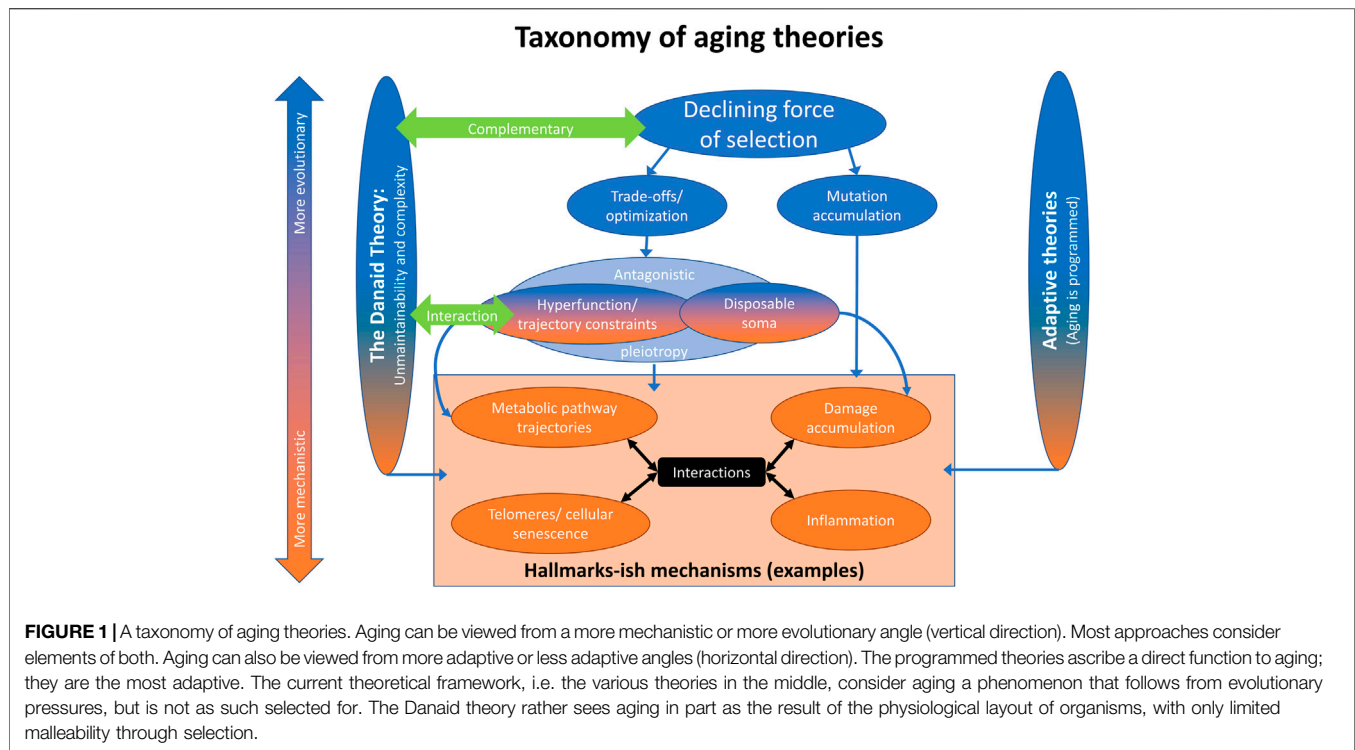 Taxonomy of aging theories
More evolutionary
More mechanistic
The Danaid Theory:
Unmaintainability and complexity
Complementary
Declining force
of selection
Trade-offs/
optimization
Mutation
accumulation
Antagonistic
Interaction
Hyperfunction/
trajectory constraints
Disposable
soma
pleiotropy
Adaptive theories
(Aging is programmed)
Metabolic pathway
trajectories
Damage
accumulation
Interactions
Telomeres/ cellular
senescence
Inflammation
Hallmarks-ish mechanisms (examples)
FIGURE 1 | A taxonomy of aging theories. Aging can be viewed from a more mechanistic or more evolutionary angle (vertical direction). Most approaches consider
elements of both. Aging can also be viewed from more adaptive or less adaptive angles (horizontal direction). The programmed theories ascribe a direct function to aging;
they are the most adaptive. The current theoretical framework, i.e. the various theories in the middle, consider aging a phenomenon that follows from evolutionary
pressures, but is not as such selected for. The Danaid theory rather sees aging in part as the result of the physiological layout of organisms, with only limited
malleability through selection.